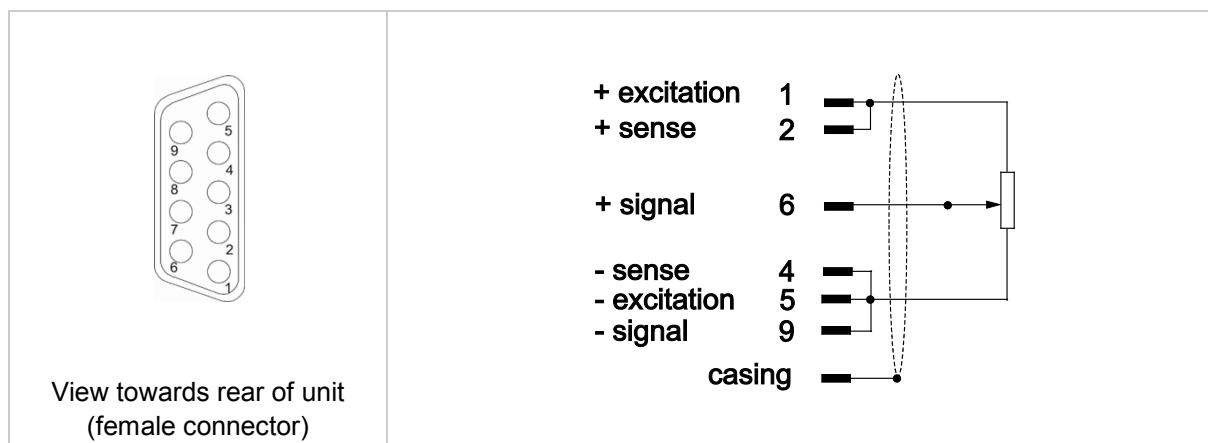 5
9
4
8
3
7
2
6
1
View towards rear of unit
(female connector)
+ excitation 1
+ sense 2
+ signal 6
- sense 4
- excitation 5
- signal 9
casing